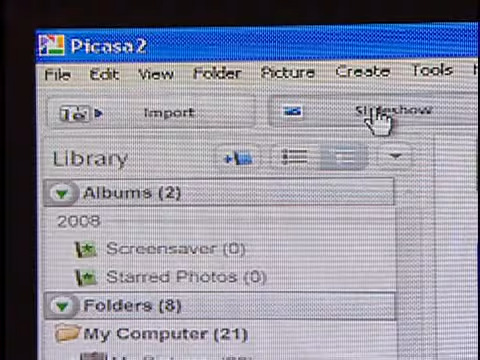 Picasa2
File Edit View Folder Picture Create Tools
Import Slideshow
Library
Albums (2)
2008
Screensaver (0)
Starred Photos (0)
Folders (8)
My Computer (21)